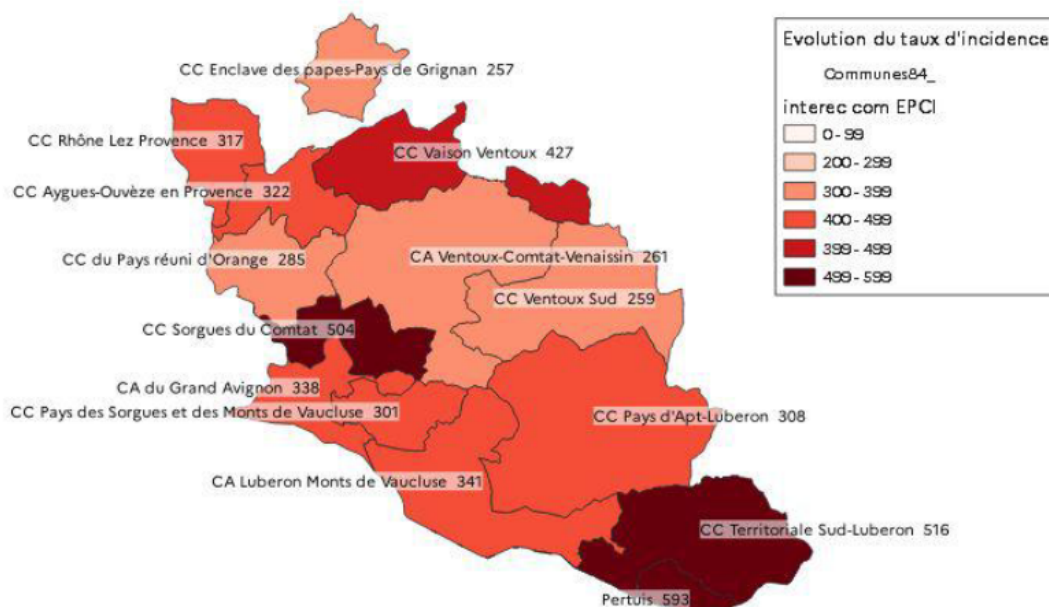 Evolution du taux d'incidence
Communes84_
interec com EPCI
0 - 99
200 - 299
300 - 399
400 - 499
399 - 499
499 - 599
CC Enclave des papes-Pays de Grignan 257
CC Rhône Lez Provence 317
CC Vaison Ventoux 427
CC Aygues-Ouvèze en Provence 322
CC du Pays réuni d'Orange 285
CA Ventoux-Comtat-Venaissin 261
CC Ventoux Sud 259
CC Sorgues du Comtat 504
CA du Grand Avignon 338
CC Pays des Sorgues et des Monts de Vaucluse 301
CC Pays d'Apt-Luberon 308
CA Luberon Monts de Vaucluse 341
CC Territoriale Sud-Luberon 516
Pertuis 593